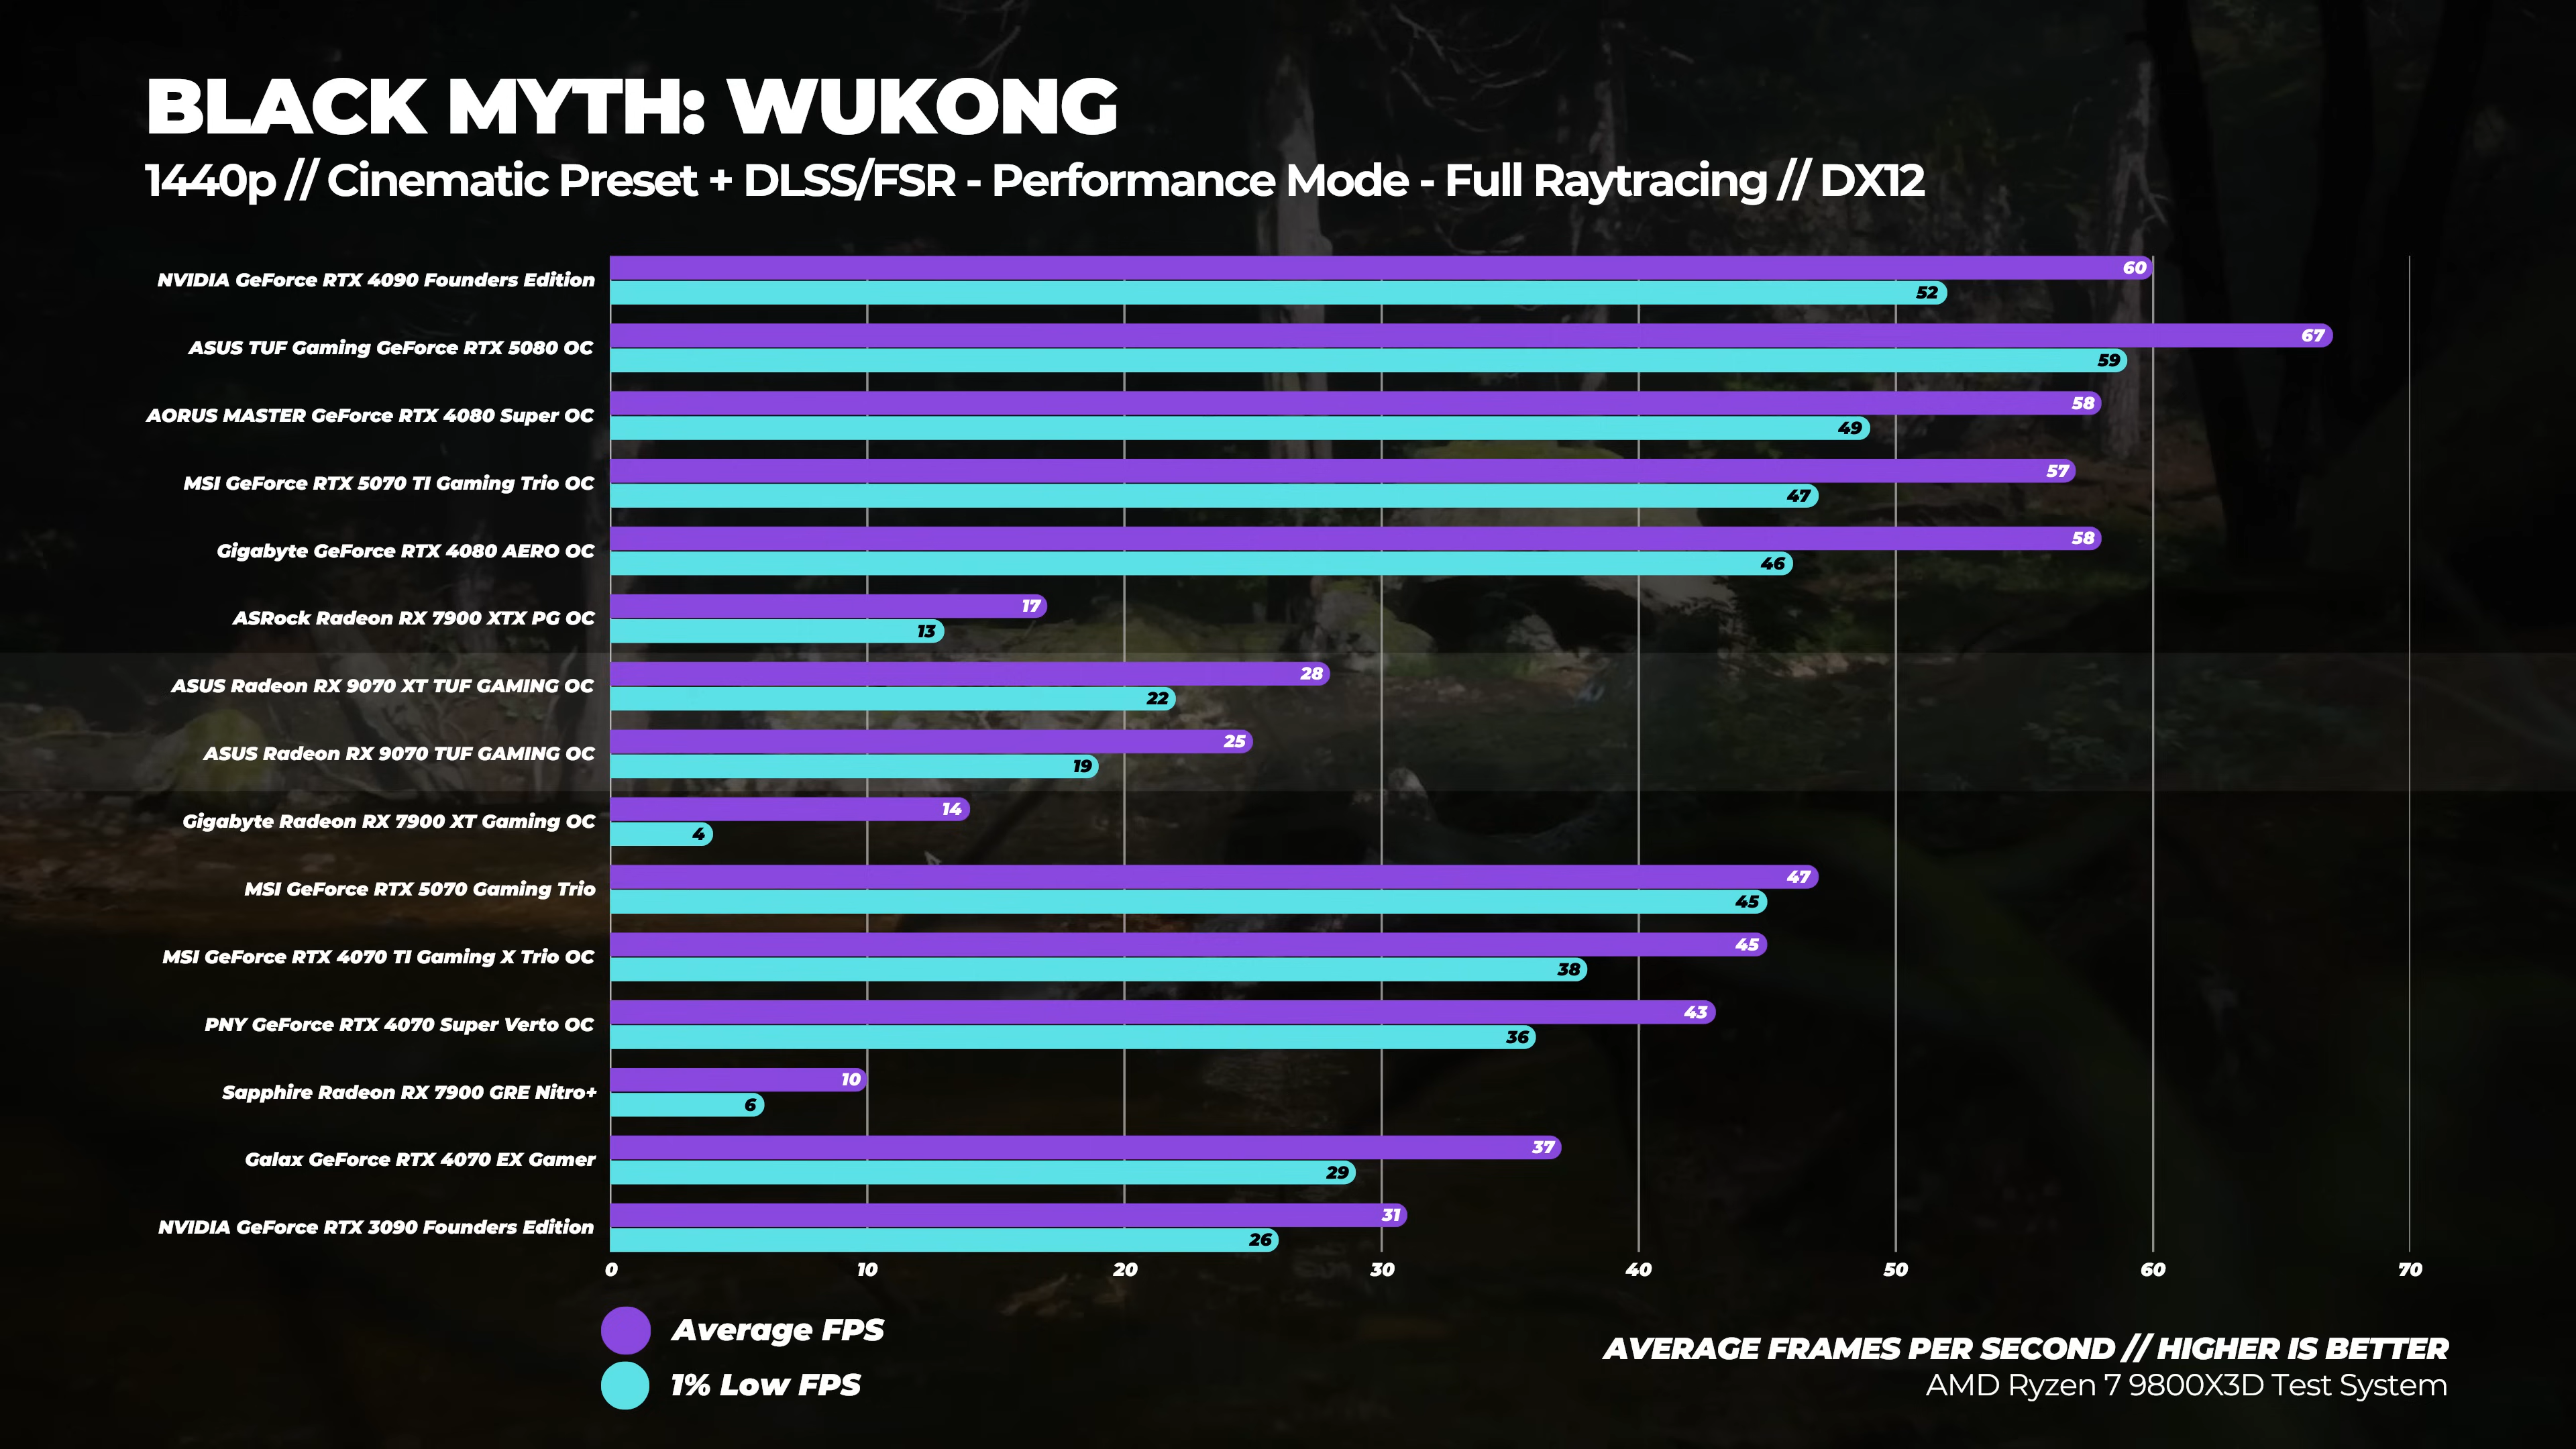 BLACK MYTH: WUKONG
1440p // Cinematic Preset + DLSS/FSR - Performance Mode - Full Raytracing // DX12
NVIDIA GeForce RTX 4090 Founders Edition
60
52
ASUS TUF Gaming GeForce RTX 5080 OC
67
59
AORUS MASTER GeForce RTX 4080 Super OC
58
49
MSI GeForce RTX 5070 TI Gaming Trio OC
57
47
Gigabyte GeForce RTX 4080 AERO OC
58
46
ASRock Radeon RX 7900 XTX PG OC
17
13
ASUS Radeon RX 9070 XT TUF GAMING OC
28
22
ASUS Radeon RX 9070 TUF GAMING OC
25
19
Gigabyte Radeon RX 7900 XT Gaming OC
14
4
MSI GeForce RTX 5070 Gaming Trio
47
45
MSI GeForce RTX 4070 TI Gaming X Trio OC
45
38
PNY GeForce RTX 4070 Super Verto OC
43
36
Sapphire Radeon RX 7900 GRE Nitro+
10
6
Galax GeForce RTX 4070 EX Gamer
37
29
NVIDIA GeForce RTX 3090 Founders Edition
31
26
0 10 20 30 40 50 60 70
Average FPS
1% Low FPS
AVERAGE FRAMES PER SECOND // HIGHER IS BETTER
AMD Ryzen 7 9800X3D Test System